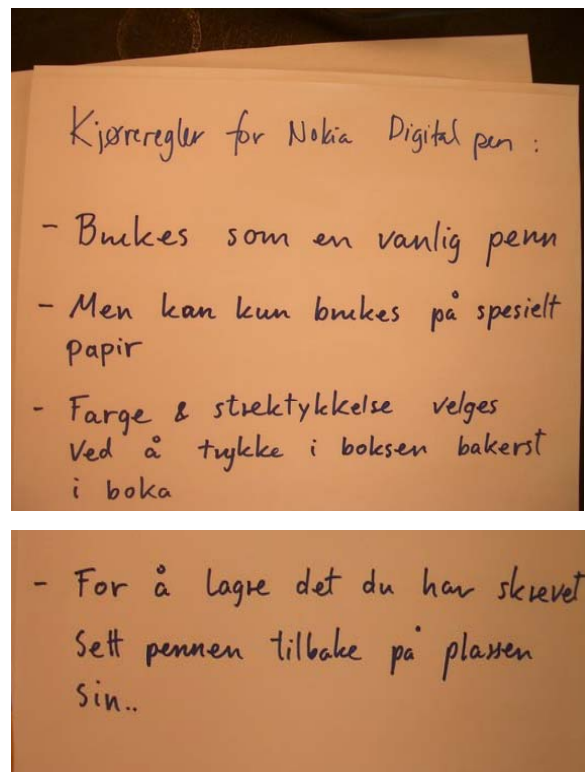 Kjøreregler for Nokia Digital pen :
- Brukes som en vanlig penn
- Men kan kun brukes på spesielt
papir
- Farge & strektykkelse velges
Ved å trykke i boksen bakerst
i boka
- For å lagre det du har skrevet
Sett pennen tilbake på plassen
sin..